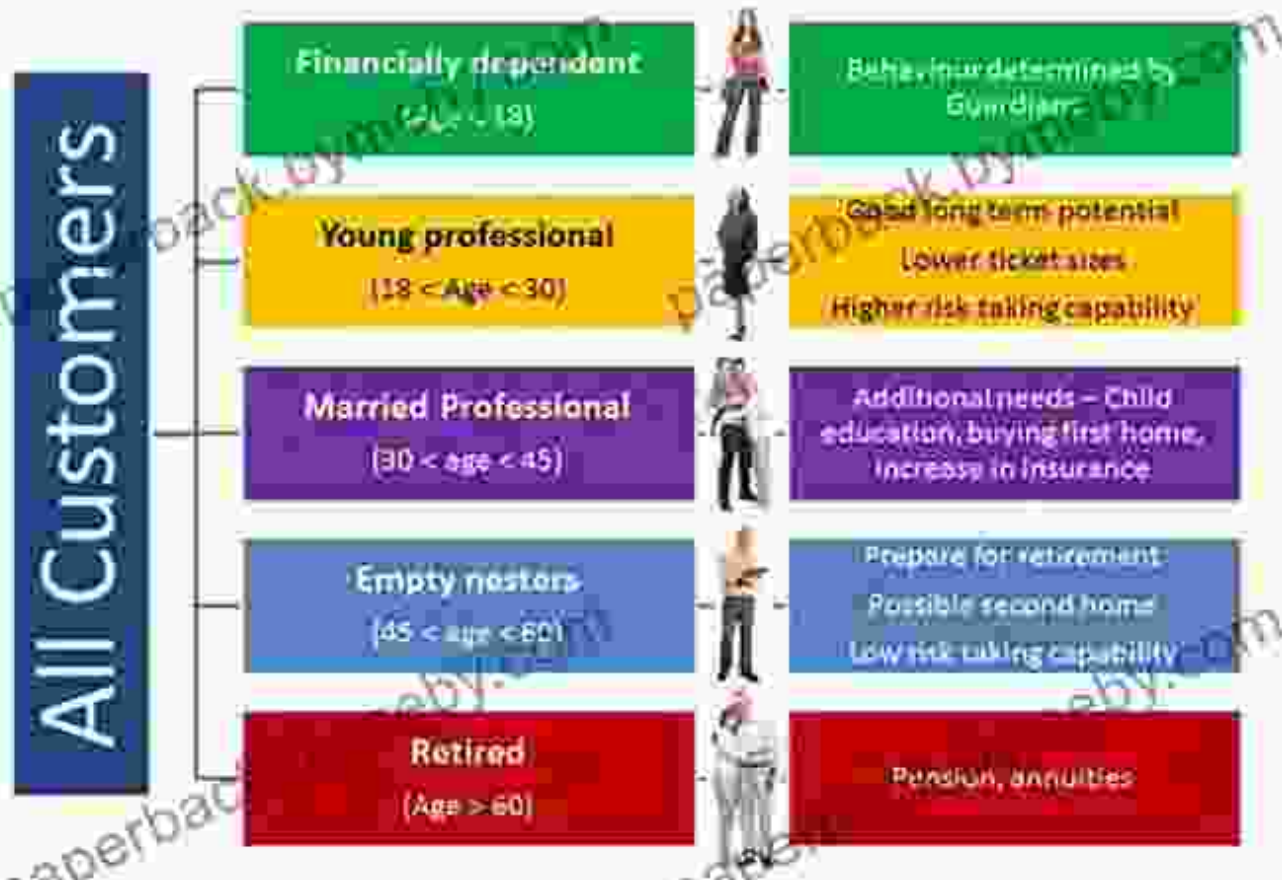 All Customers
Financially dependent
(Age < 18)
Behaviour determined by
Guardians
Young professional
(18 < Age < 30)
Good long term potential
Lower ticket sizes
Higher risk taking capability
Married Professional
(30 < age < 45)
Additional needs – Child
education, buying first home,
increase in insurance
Empty nesters
(45 < age < 60)
Prepare for retirement
Possible second home
Low risk taking capability
Retired
(Age > 60)
Pension, annuities